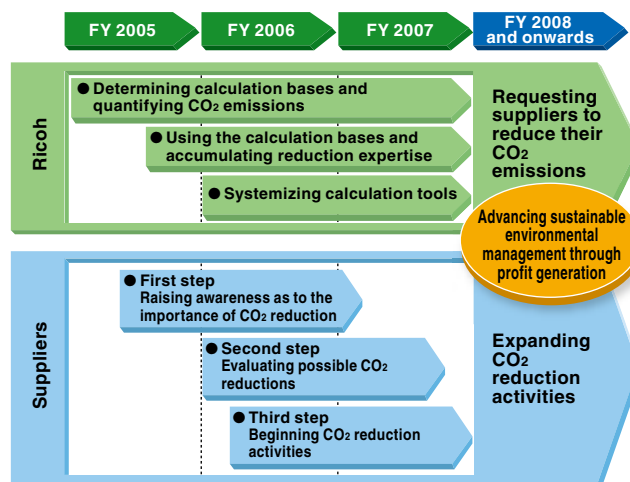 FY 2005
FY 2006
FY 2007
FY 2008
and onwards
Ricoh
● Determining calculation bases and
quantifying CO₂ emissions
● Using the calculation bases and
accumulating reduction expertise
● Systemizing calculation tools
Requesting
suppliers to
reduce their
CO₂
emissions
Advancing sustainable
environmental
management through
profit generation
Suppliers
● First step
Raising awareness as to the
importance of CO₂ reduction
● Second step
Evaluating possible CO₂
reductions
● Third step
Beginning CO₂ reduction
activities
Expanding
CO₂
reduction
activities